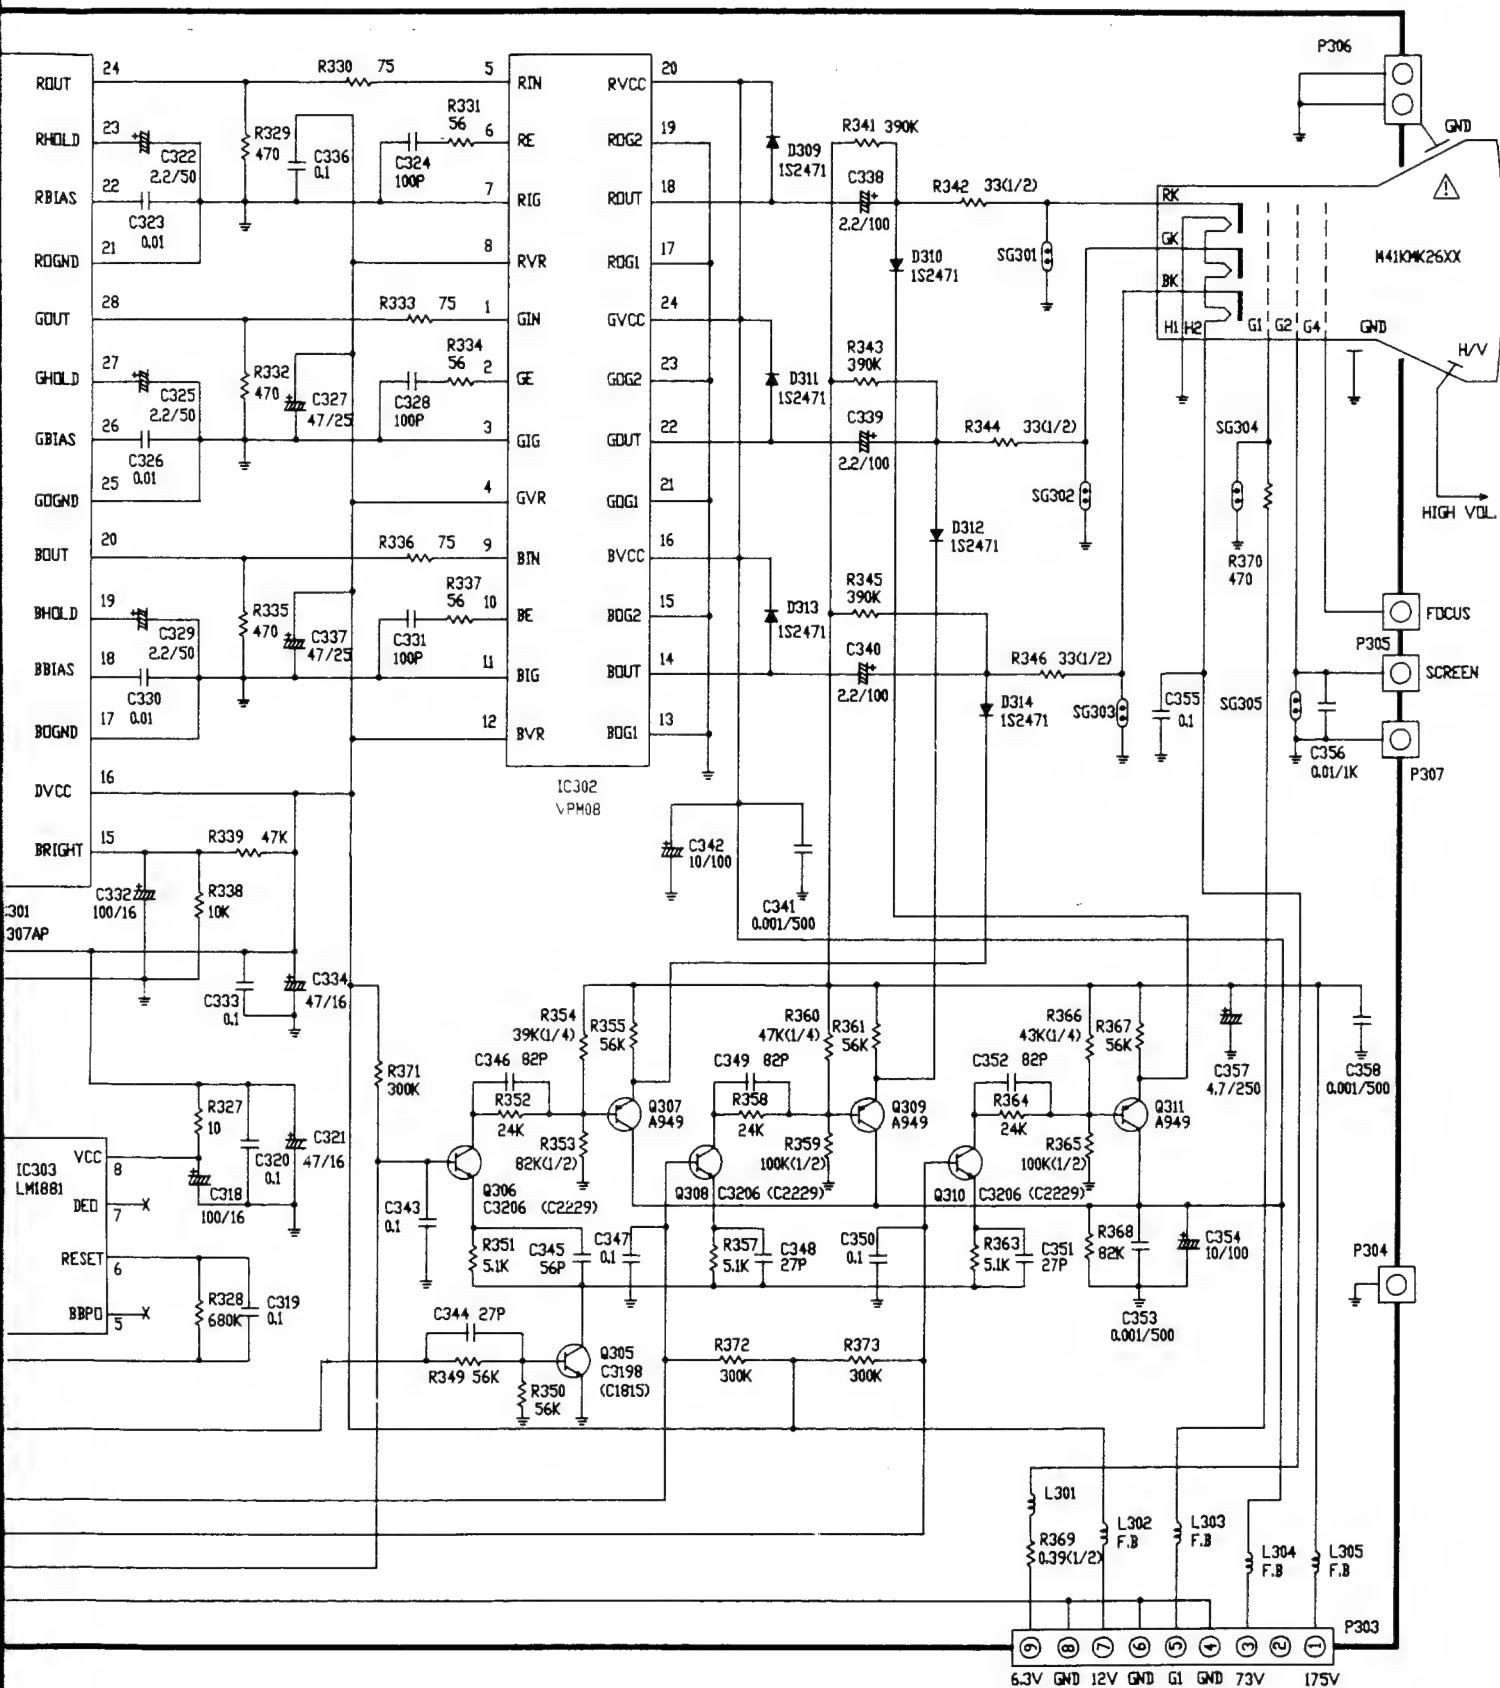 P306
24
ROUT
R330 75
5
RIN
RVCC
20
R331
56
23
RHOLD
C322
2.2/50
R329
470
C336
0.1
C324
100P
6
RE
ROG2
19
D309
1S2471
R341 390K
GND
22
RBIAS
C323
0.01
7
RIG
ROUT
18
C338
2.2/100
R342 33(1/2)
RK
21
ROGND
8
RVR
ROG1
17
D310
1S2471
SG301
GK
M41KMK26XX
BK
28
GOUT
R333 75
1
GIN
GVCC
24
H1 H2 G1 G2 G4 GND
H/V
R334
56
R343
390K
27
GHOLD
C325
2.2/50
R332
470
C327
47/25
C328
100P
2
GE
GOG2
23
D311
1S2471
26
GBIAS
C326
0.01
3
GIG
GOUT
22
C339
2.2/100
R344 33(1/2)
SG304
25
GOGND
4
GVR
GOG1
21
SG302
HIGH VOL.
D312
1S2471
20
BOUT
R336 75
9
BIN
BVCC
16
R370
470
R337
56
R345
390K
19
BHOLD
C329
2.2/50
R335
470
C337
47/25
C331
100P
10
BE
BOG2
15
D313
1S2471
FOCUS
P305
18
BBIAS
C330
0.01
11
BIG
BOUT
14
C340
2.2/100
R346 33(1/2)
SCREEN
17
BOGND
12
BVR
BOG1
13
D314
1S2471
SG303
C355
0.1
SG305
C356
0.01/1K
P307
16
DVCC
IC302
VPM08
15
BRIGHT
R339 47K
C342
10/100
C332
100/16
R338
10K
C341
0.001/500
:301
307AP
C333
0.1
C334
47/16
R354
39K(1/4)
R355
56K
R360
47K(1/4)
R361
56K
R366
43K(1/4)
R367
56K
R371
300K
C346 82P
C349 82P
C352 82P
C357
4.7/250
C358
0.001/500
R327
10
R352
24K
Q307
A949
R358
24K
Q309
A949
R364
24K
Q311
A949
IC303
LM1881
VCC
8
C320
0.1
C321
47/16
R353
82K(1/2)
R359
100K(1/2)
R365
100K(1/2)
C318
100/16
DEO
7
C343
0.1
Q306
C3206 (C2229)
Q308 C3206 (C2229)
Q310 C3206 (C2229)
RESET
6
R351
5.1K
C345
56P
C347
0.1
R357
5.1K
C348
27P
C350
0.1
R363
5.1K
C351
27P
R368
82K
C354
10/100
P304
BBPO
5
R328
680K
C319
0.1
C344 27P
C353
0.001/500
R349 56K
R350
56K
Q305
C3198
(C1815)
R372
300K
R373
300K
L301
R369
0.39(1/2)
L302
F.B
L303
F.B
L304
F.B
L305
F.B
P303
9 8 7 6 5 4 3 2 1
6.3V GND 12V GND G1 GND 73V 175V